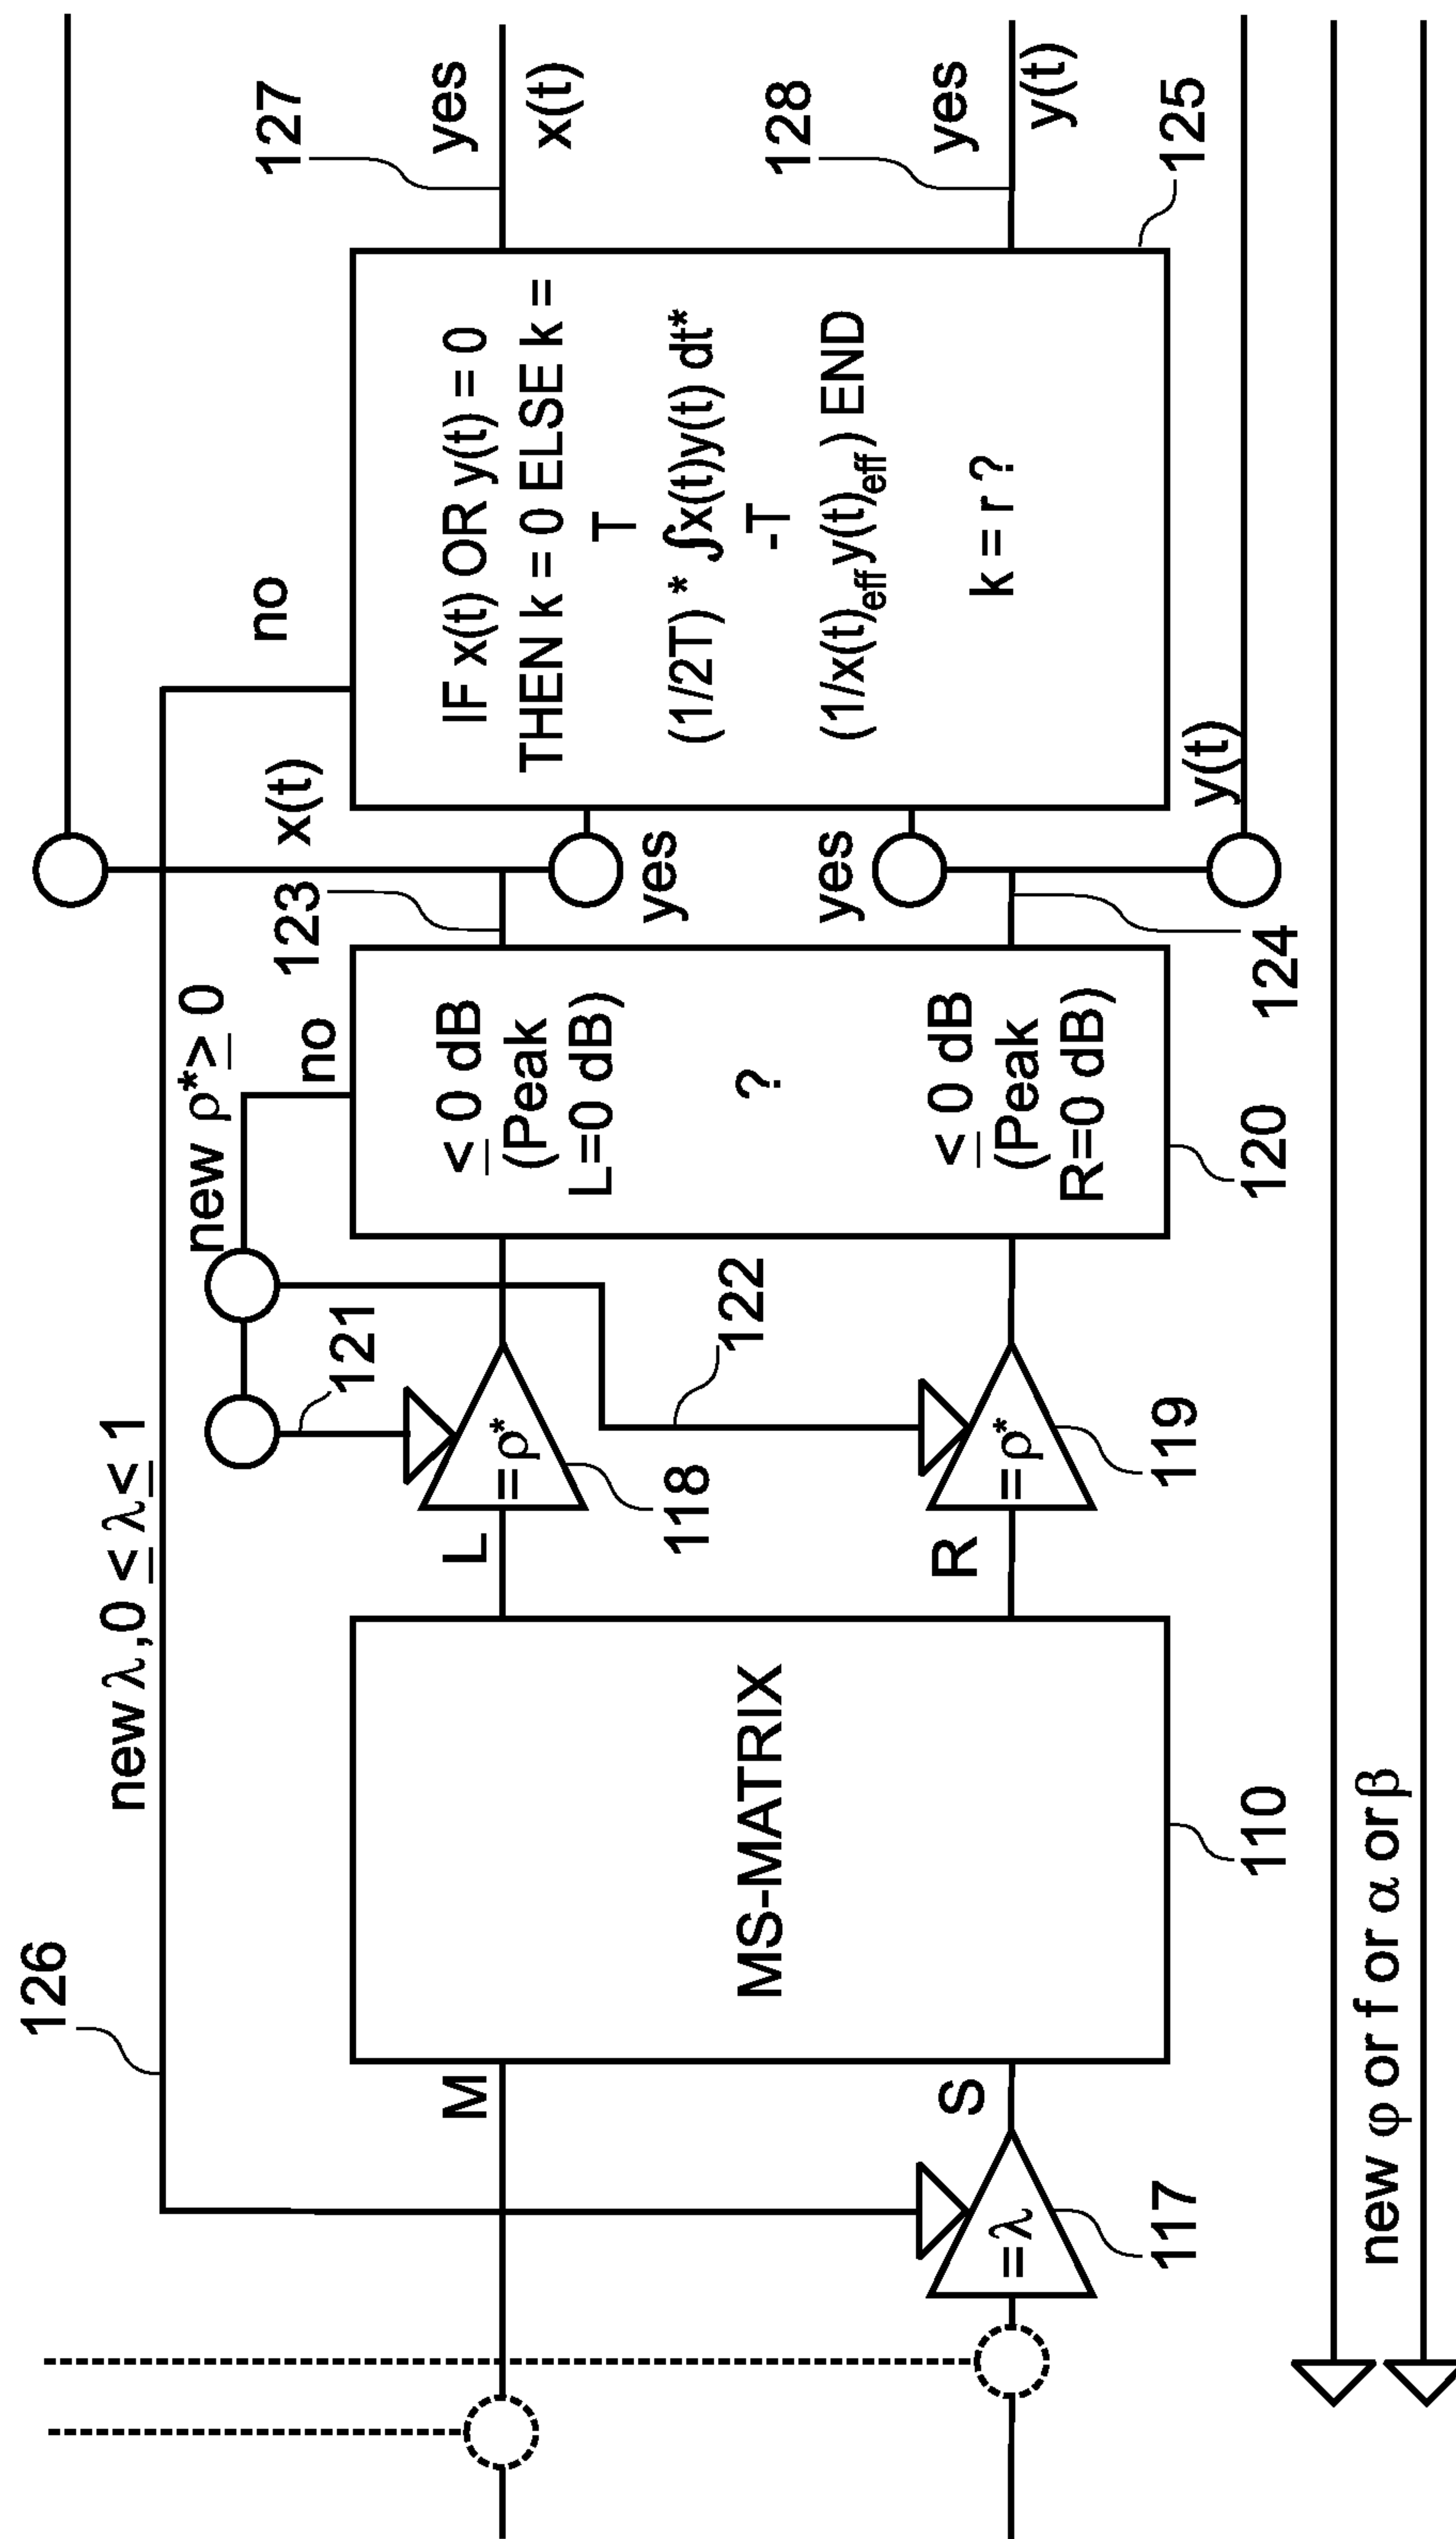 126
new λ,0 ≤ λ ≤ 1
new ρ*≥ 0
no
no
M
S
=λ
117
MS-MATRIX
110
L
R
=ρ*
118
=ρ*
119
121
122
≤ 0 dB
(Peak
L=0 dB)
?
≤ 0 dB
(Peak
R=0 dB)
120
123
124
x(t)
yes
yes
y(t)
IF x(t) OR y(t) = 0
THEN k = 0 ELSE k =
T
(1/2T) * ∫x(t)y(t) dt*
-T
(1/x(t)eff y(t)eff) END
k = r ?
125
127
yes
x(t)
128
yes
y(t)
new φ or f or α or β